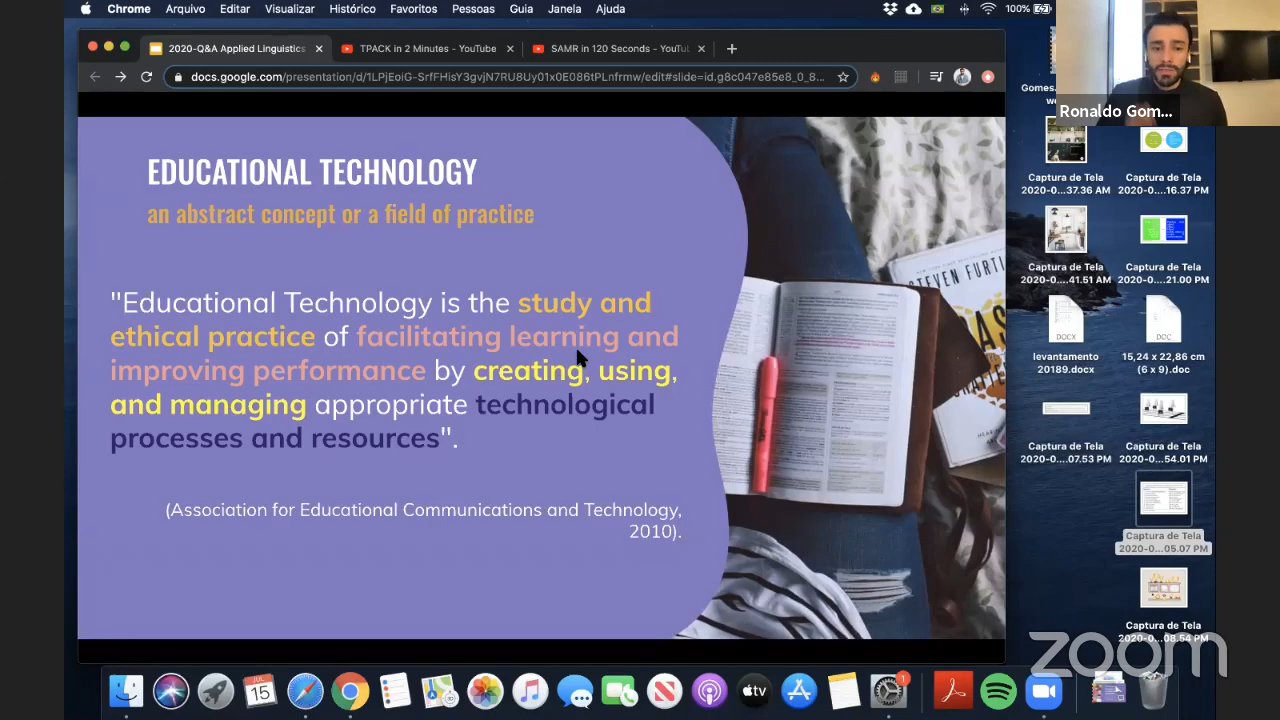 Chrome Arquivo Editar Visualizar Histórico Favoritos Pessoas Guia Janela Ajuda
100%
2020-Q&A Applied Linguistics
TPACK in 2 Minutes - YouTube
SAMR in 120 Seconds - YouTu
docs.google.com/presentation/d/1LPjEoiG-SrfFHisY3gvjN7RU8Uy01x0E086tPLnfrmw/edit#slide=id.g8c047e85e8_0_8...
Ronaldo Gom...
EDUCATIONAL TECHNOLOGY
an abstract concept or a field of practice
"Educational Technology is the study and
ethical practice of facilitating learning and
improving performance by creating, using,
and managing appropriate technological
processes and resources".
(Association for Educational Communications and Technology,
2010).
STEVEN FURTI
Gomes.
Captura de Tela
2020-0...37.36 AM
Captura de Tela
2020-0....16.37 PM
Captura de Tela
2020-0....41.51 AM
Captura de Tela
2020-0...21.00 PM
DOCX
levantamento
20189.docx
DOC
15,24 x 22,86 cm
(6 x 9).doc
Captura de Tela
2020-0....07.53 PM
Captura de Tela
2020-0...54.01 PM
Captura de Tela
2020-0...05.07 PM
Captura de Tela
2020-0...08.54 PM
zoom
JUL
15
tv
1